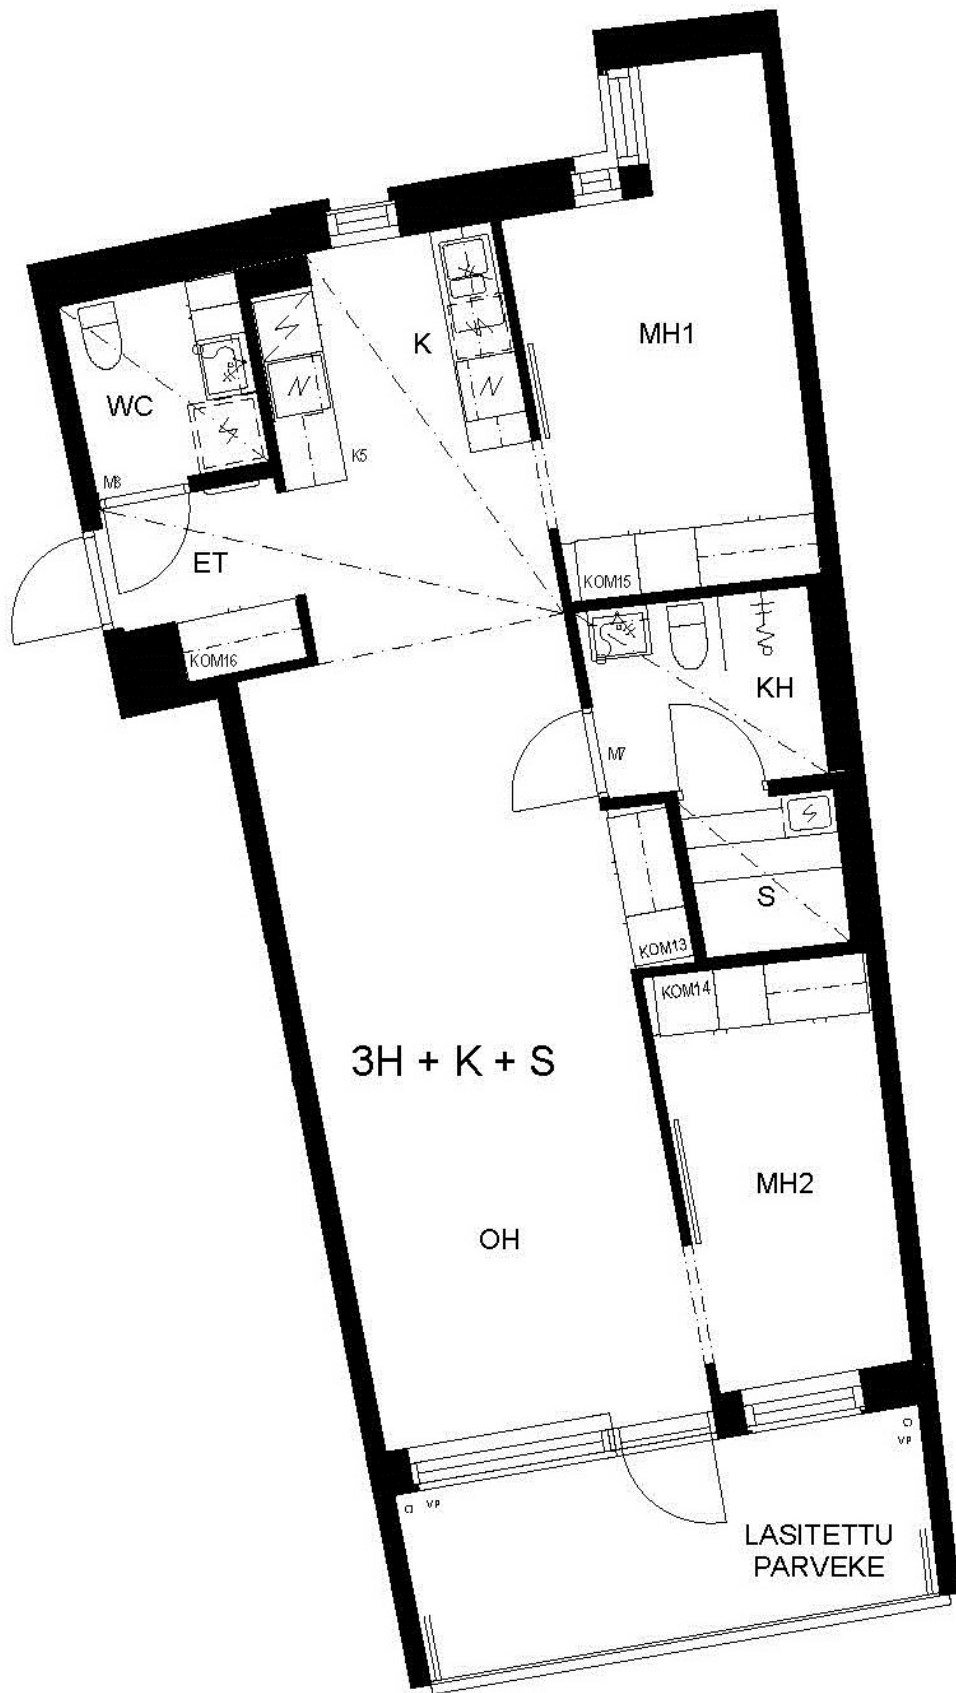 MH1
K
WC
K5
M8
ET
KOM15
KOM16
KH
M7
S
KOM13
KOM14
3H + K + S
MH2
OH
VP
VP
LASITETTU
PARVEKE